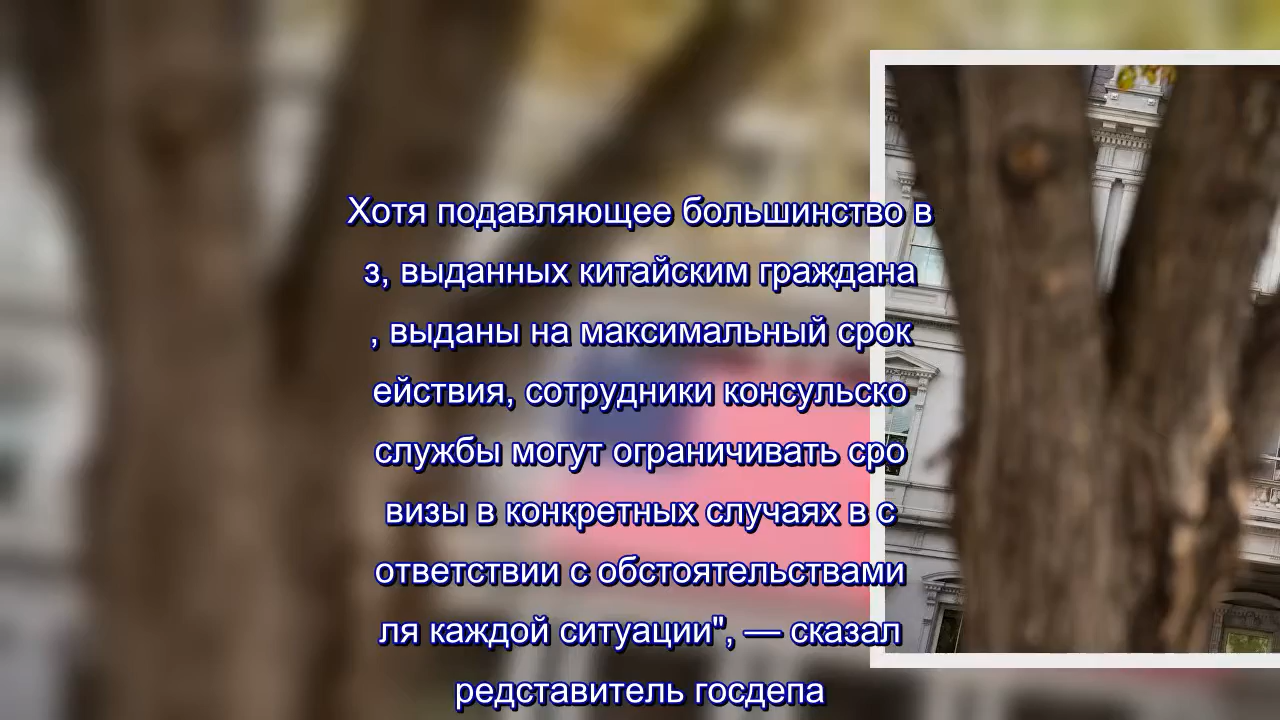 Хотя подавляющее большинство в
з, выданных китайским граждана
, выданы на максимальный срок
ействия, сотрудники консульско
службы могут ограничивать сро
визы в конкретных случаях в с
ответствии с обстоятельствами
ля каждой ситуации", — сказал
редставитель госдепа